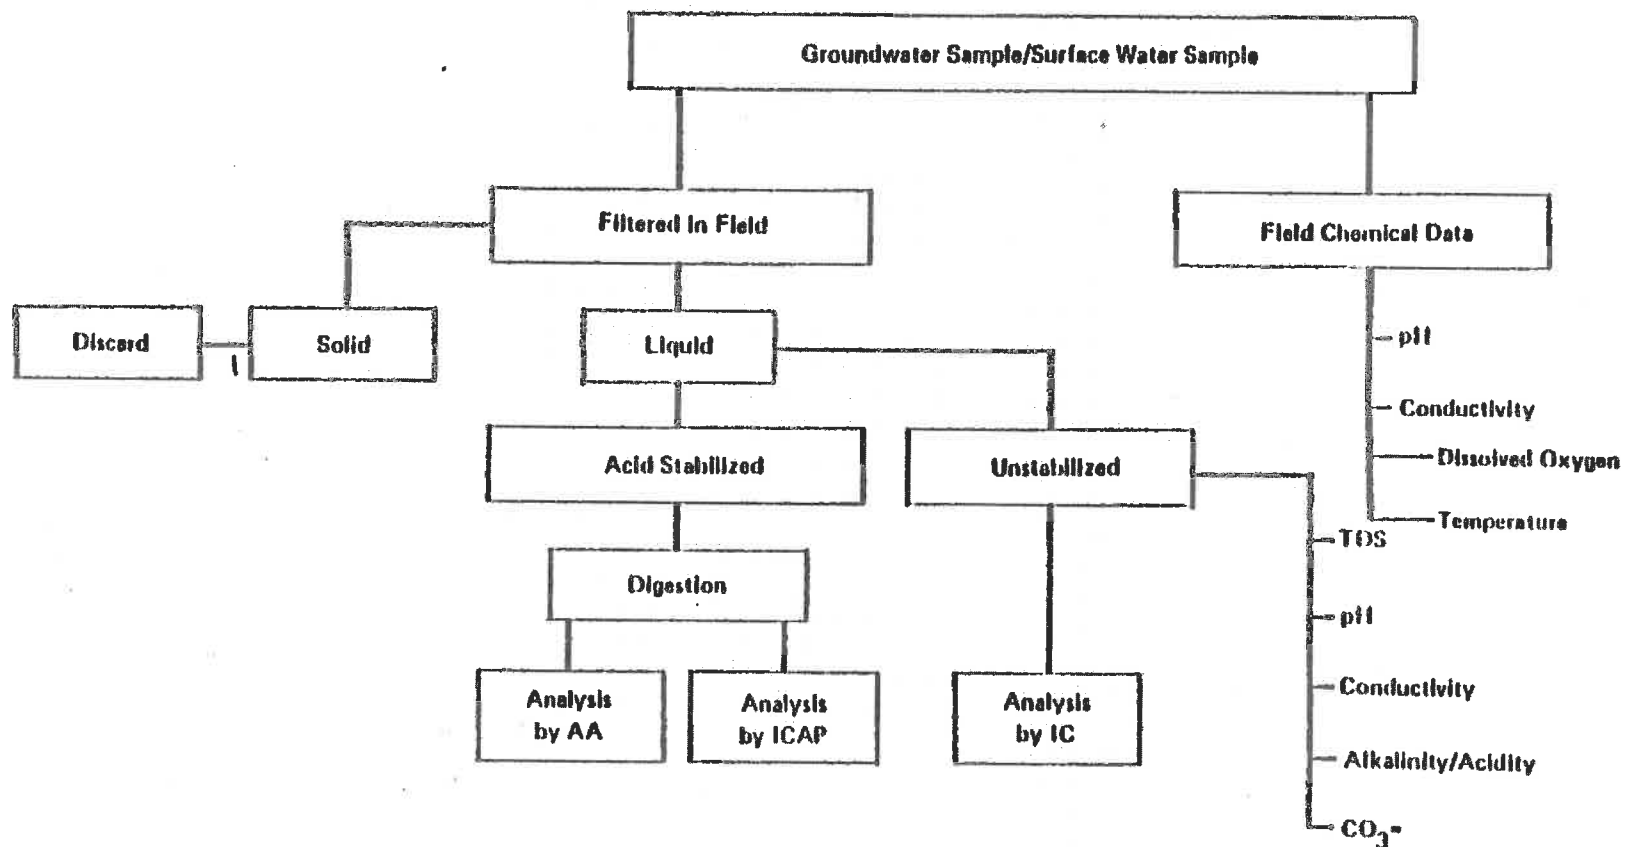 Groundwater Sample/Surface Water Sample
Filtered In Field
Field Chemical Data
Discard
Solid
Liquid
pH
Conductivity
Dissolved Oxygen
Temperature
Acid Stabilized
Unstabilized
TDS
pH
Conductivity
Alkalinity/Acidity
CO₃=
Digestion
Analysis
by AA
Analysis
by ICAP
Analysis
by IC